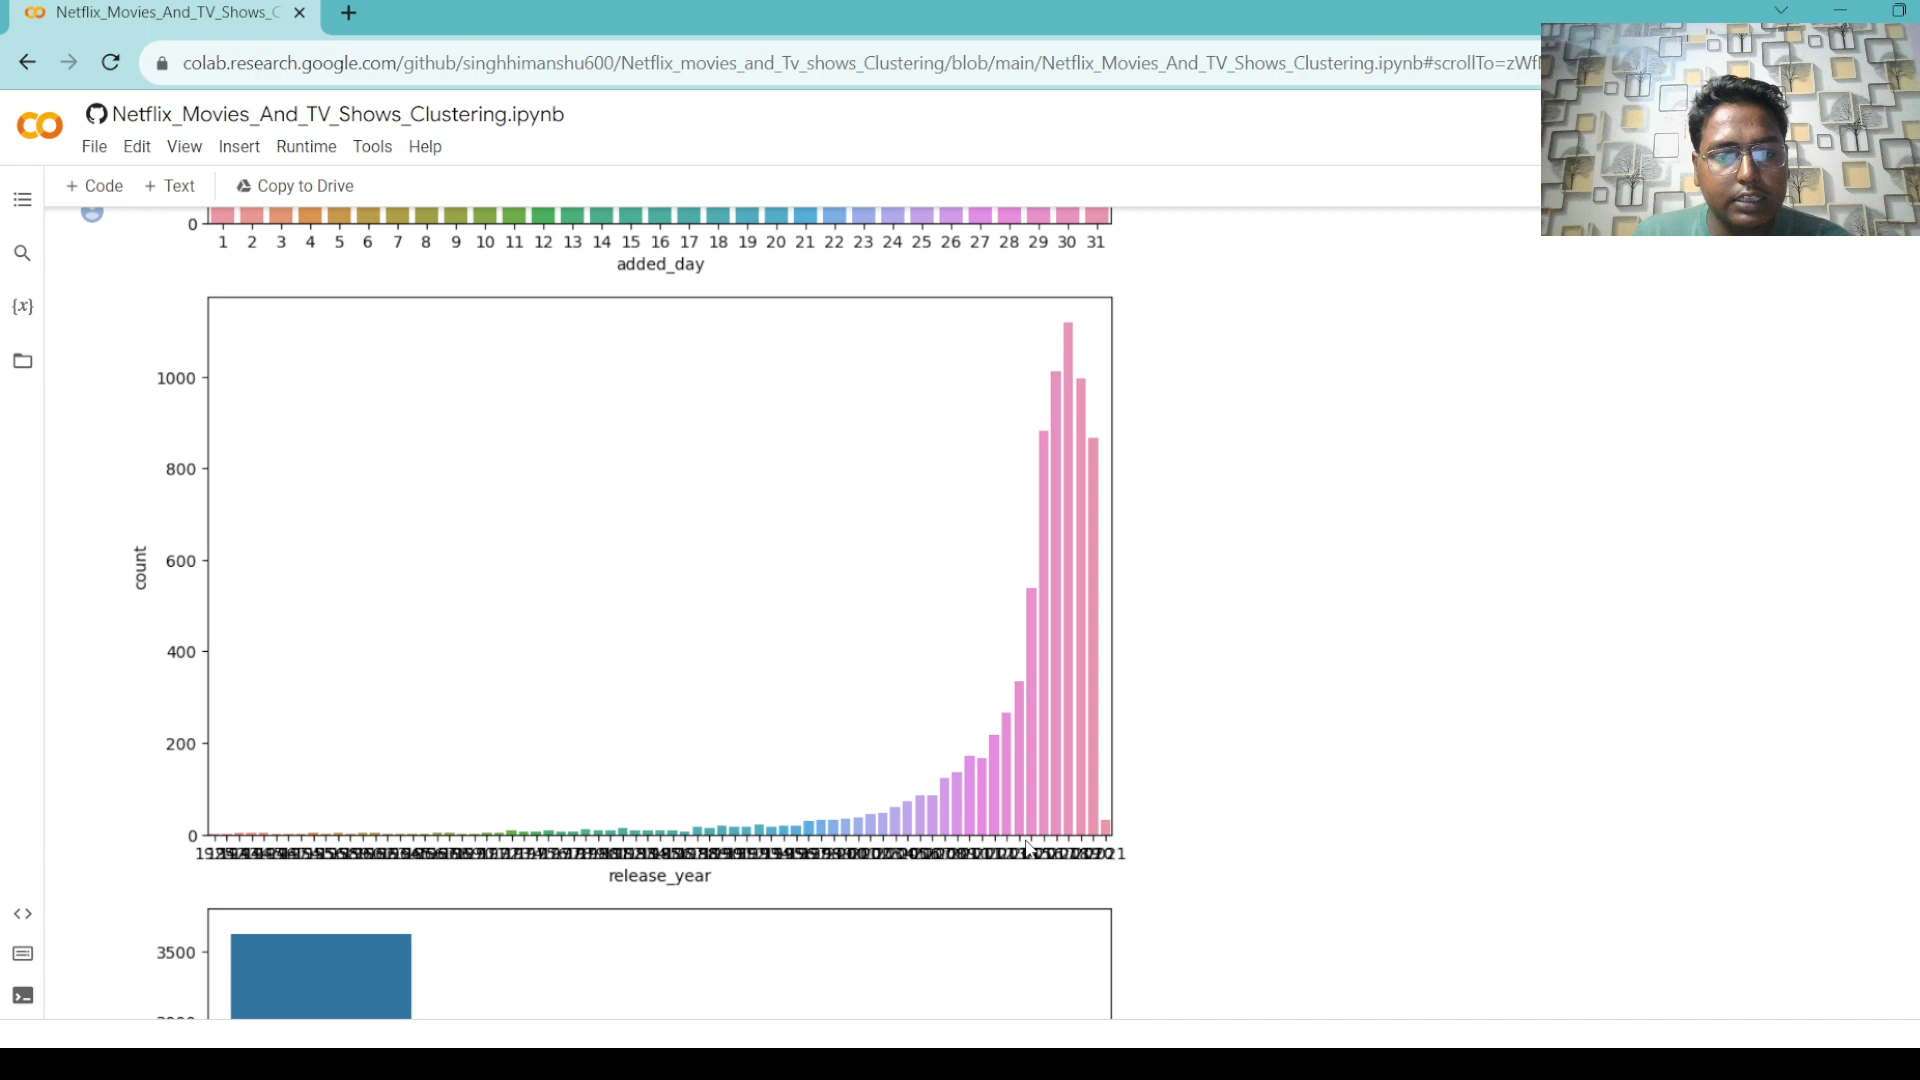 Netflix_Movies_And_TV_Shows_C
colab.research.google.com/github/singhhimanshu600/Netflix_movies_and_Tv_shows_Clustering/blob/main/Netflix_Movies_And_TV_Shows_Clustering.ipynb#scrollTo=zWf
Netflix_Movies_And_TV_Shows_Clustering.ipynb
File Edit View Insert Runtime Tools Help
+ Code + Text Copy to Drive
0
1 2 3 4 5 6 7 8 9 10 11 12 13 14 15 16 17 18 19 20 21 22 23 24 25 26 27 28 29 30 31
added_day
1000
800
600
count
400
200
0
release_year
3500